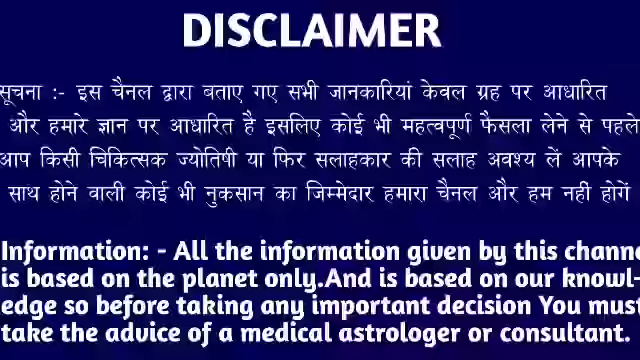 DISCLAIMER
सूचना :- इस चैनल द्वारा बताए गए सभी जानकारियां केवल ग्रह पर आधारित
और हमारे ज्ञान पर आधारित है इसलिए कोई भी महत्वपूर्ण फैसला लेने से पहले
आप किसी चिकित्सक ज्योतिषी या फिर सलाहकार की सलाह अवश्य लें आपके
साथ होने वाली कोई भी नुकसान का जिम्मेदार हमारा चैनल और हम नही होगें
Information: - All the information given by this channe
is based on the planet only.And is based on our knowl-
edge so before taking any important decision You must
take the advice of a medical astrologer or consultant.